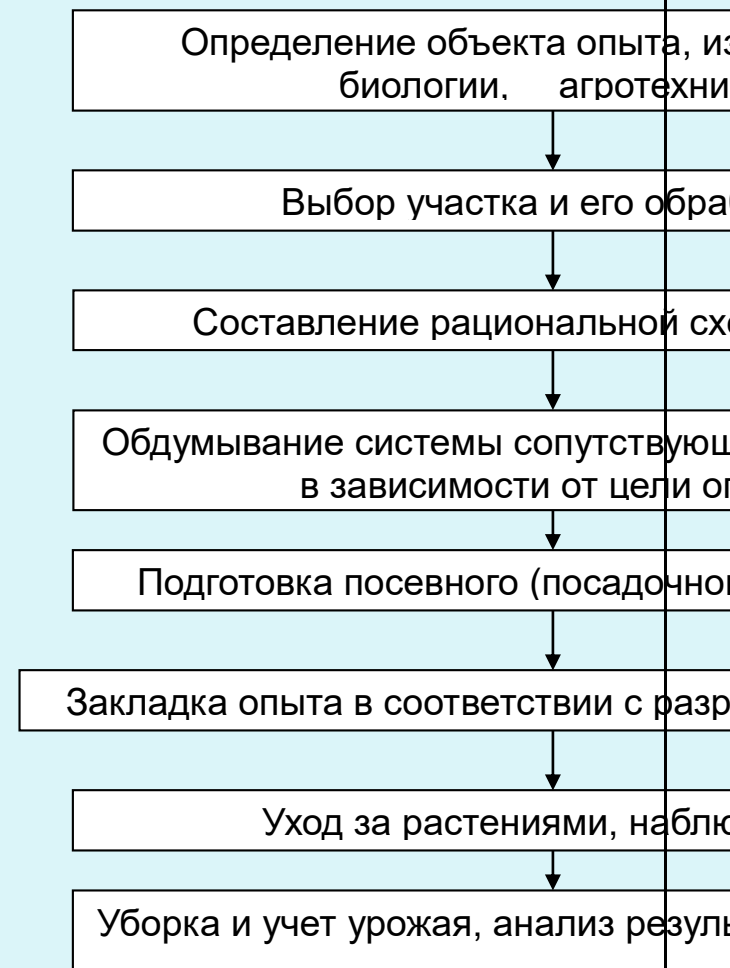 Определение объекта опыта, из
биологии, агротехни
Выбор участка и его обра
Составление рациональной сх
Обдумывание системы сопутствующ
в зависимости от цели оп
Подготовка посевного (посадочно
Закладка опыта в соответствии с разр
Уход за растениями, наблю
Уборка и учет урожая, анализ резуль